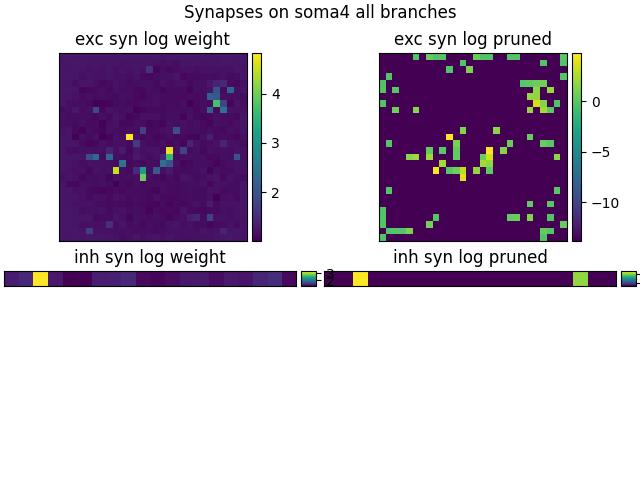 Synapses on soma4 all branches
exc syn log weight
exc syn log pruned
4
3
2
0
−5
−10
inh syn log weight
inh syn log pruned